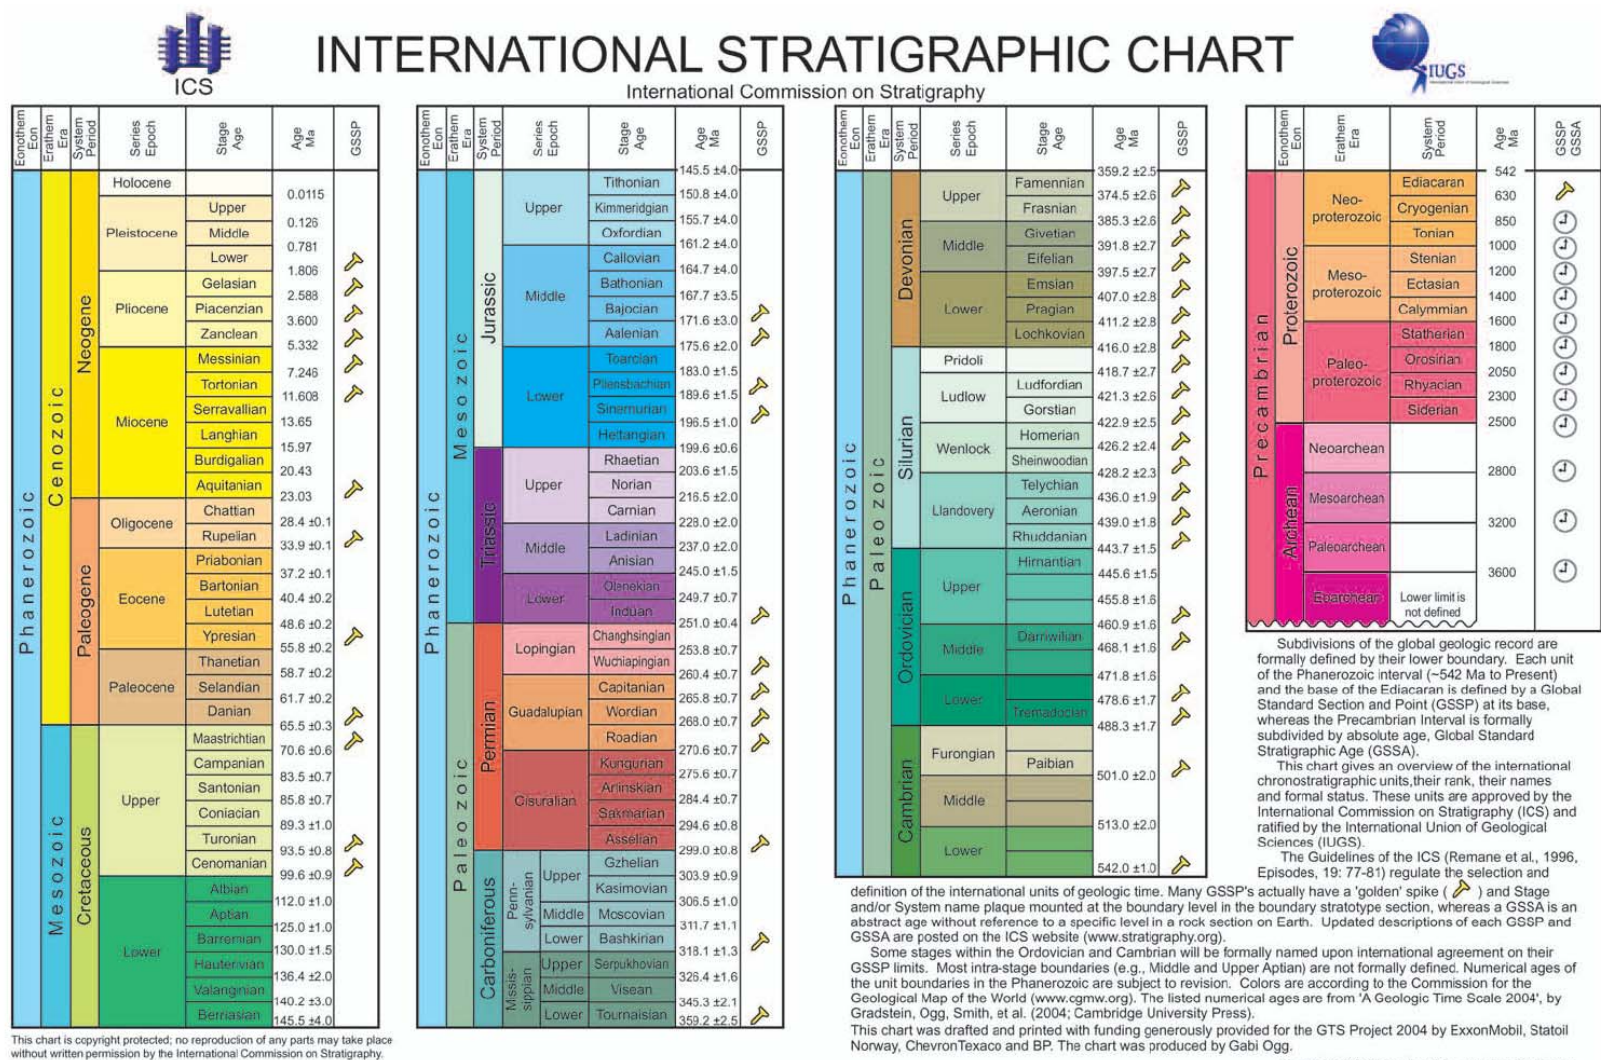 ICS
INTERNATIONAL STRATIGRAPHIC CHART
International Commission on Stratigraphy
IUGS
Eonothem Eon
Erathem Era
System Period
Series Epoch
Stage Age
Age Ma
GSSP
Phanerozoic
Cenozoic
Neogene
Holocene
0.0115
Pleistocene
Upper
0.126
Middle
0.781
Lower
1.806
Pliocene
Gelasian
2.588
Piacenzian
3.600
Zanclean
5.332
Miocene
Messinian
7.246
Tortonian
11.608
Serravallian
13.65
Langhian
15.97
Burdigalian
20.43
Aquitanian
23.03
Paleogene
Oligocene
Chattian
28.4 ±0.1
Rupelian
33.9 ±0.1
Eocene
Priabonian
37.2 ±0.1
Bartonian
40.4 ±0.2
Lutetian
48.6 ±0.2
Ypresian
55.8 ±0.2
Paleocene
Thanetian
58.7 ±0.2
Selandian
61.7 ±0.2
Danian
65.5 ±0.3
Mesozoic
Cretaceous
Upper
Maastrichtian
70.6 ±0.6
Campanian
83.5 ±0.7
Santonian
85.8 ±0.7
Coniacian
89.3 ±1.0
Turonian
93.5 ±0.8
Cenomanian
99.6 ±0.9
Lower
Albian
112.0 ±1.0
Aptian
125.0 ±1.0
Barremian
130.0 ±1.5
Hauterivian
136.4 ±2.0
Valanginian
140.2 ±3.0
Berriasian
145.5 ±4.0
This chart is copyright protected; no reproduction of any parts may take place
without written permission by the International Commission on Stratigraphy.
Eonothem Eon
Erathem Era
System Period
Series Epoch
Stage Age
Age Ma
GSSP
Phanerozoic
Mesozoic
Jurassic
145.5 ±4.0
Upper
Tithonian
150.8 ±4.0
Kimmeridgian
155.7 ±4.0
Oxfordian
161.2 ±4.0
Middle
Callovian
164.7 ±4.0
Bathonian
167.7 ±3.5
Bajocian
171.6 ±3.0
Aalenian
175.6 ±2.0
Lower
Toarcian
183.0 ±1.5
Pliensbachian
189.6 ±1.5
Sinemurian
196.5 ±1.0
Hettangian
199.6 ±0.6
Triassic
Upper
Rhaetian
203.6 ±1.5
Norian
216.5 ±2.0
Carnian
228.0 ±2.0
Middle
Ladinian
237.0 ±2.0
Anisian
245.0 ±1.5
Lower
Olenekian
249.7 ±0.7
Induan
251.0 ±0.4
Paleozoic
Permian
Lopingian
Changhsingian
253.8 ±0.7
Wuchiapingian
260.4 ±0.7
Guadalupian
Capitanian
265.8 ±0.7
Wordian
268.0 ±0.7
Roadian
270.6 ±0.7
Cisuralian
Kungurian
275.6 ±0.7
Artinskian
284.4 ±0.7
Sakmarian
294.6 ±0.8
Asselian
299.0 ±0.8
Carboniferous
Penn-
sylvanian
Upper
Gzhelian
303.9 ±0.9
Kasimovian
306.5 ±1.0
Middle
Moscovian
311.7 ±1.1
Lower
Bashkirian
318.1 ±1.3
Missis-
sippian
Upper
Serpukhovian
326.4 ±1.6
Middle
Visean
345.3 ±2.1
Lower
Tournaisian
359.2 ±2.5
Eonothem Eon
Erathem Era
System Period
Series Epoch
Stage Age
Age Ma
GSSP
Phanerozoic
Paleozoic
Devonian
359.2 ±2.5
Upper
Famennian
374.5 ±2.6
Frasnian
385.3 ±2.6
Middle
Givetian
391.8 ±2.7
Eifelian
397.5 ±2.7
Lower
Emsian
407.0 ±2.8
Pragian
411.2 ±2.8
Lochkovian
416.0 ±2.8
Silurian
Pridoli
418.7 ±2.7
Ludlow
Ludfordian
421.3 ±2.6
Gorstian
422.9 ±2.5
Wenlock
Homerian
426.2 ±2.4
Sheinwoodian
428.2 ±2.3
Llandovery
Telychian
436.0 ±1.9
Aeronian
439.0 ±1.8
Rhuddanian
443.7 ±1.5
Ordovician
Upper
Hirnantian
445.6 ±1.5
455.8 ±1.6
460.9 ±1.6
Middle
Darriwilian
468.1 ±1.6
471.8 ±1.6
Lower
478.6 ±1.7
Tremadocian
488.3 ±1.7
Cambrian
Furongian
Paibian
501.0 ±2.0
Middle
513.0 ±2.0
Lower
542.0 ±1.0
Eonothem Eon
Erathem Era
System Period
Age Ma
GSSP GSSA
Precambrian
Proterozoic
542
Neo-
proterozoic
Ediacaran
630
Cryogenian
850
Tonian
1000
Meso-
proterozoic
Stenian
1200
Ectasian
1400
Calymmian
1600
Paleo-
proterozoic
Statherian
1800
Orosirian
2050
Rhyacian
2300
Siderian
2500
Archean
Neoarchean
2800
Mesoarchean
3200
Paleoarchean
3600
Eoarchean
Lower limit is
not defined
Subdivisions of the global geologic record are
formally defined by their lower boundary. Each unit
of the Phanerozoic interval (~542 Ma to Present)
and the base of the Ediacaran is defined by a Global
Standard Section and Point (GSSP) at its base,
whereas the Precambrian Interval is formally
subdivided by absolute age, Global Standard
Stratigraphic Age (GSSA).
This chart gives an overview of the international
chronostratigraphic units,their rank, their names
and formal status. These units are approved by the
International Commission on Stratigraphy (ICS) and
ratified by the International Union of Geological
Sciences (IUGS).
The Guidelines of the ICS (Remane et al., 1996,
Episodes, 19: 77-81) regulate the selection and
definition of the international units of geologic time. Many GSSP's actually have a 'golden' spike ( ) and Stage
and/or System name plaque mounted at the boundary level in the boundary stratotype section, whereas a GSSA is an
abstract age without reference to a specific level in a rock section on Earth. Updated descriptions of each GSSP and
GSSA are posted on the ICS website (www.stratigraphy.org).
Some stages within the Ordovician and Cambrian will be formally named upon international agreement on their
GSSP limits. Most intra-stage boundaries (e.g., Middle and Upper Aptian) are not formally defined. Numerical ages of
the unit boundaries in the Phanerozoic are subject to revision. Colors are according to the Commission for the
Geological Map of the World (www.cgmw.org). The listed numerical ages are from 'A Geologic Time Scale 2004', by
Gradstein, Ogg, Smith, et al. (2004; Cambridge University Press).
This chart was drafted and printed with funding generously provided for the GTS Project 2004 by ExxonMobil, Statoil
Norway, ChevronTexaco and BP. The chart was produced by Gabi Ogg.